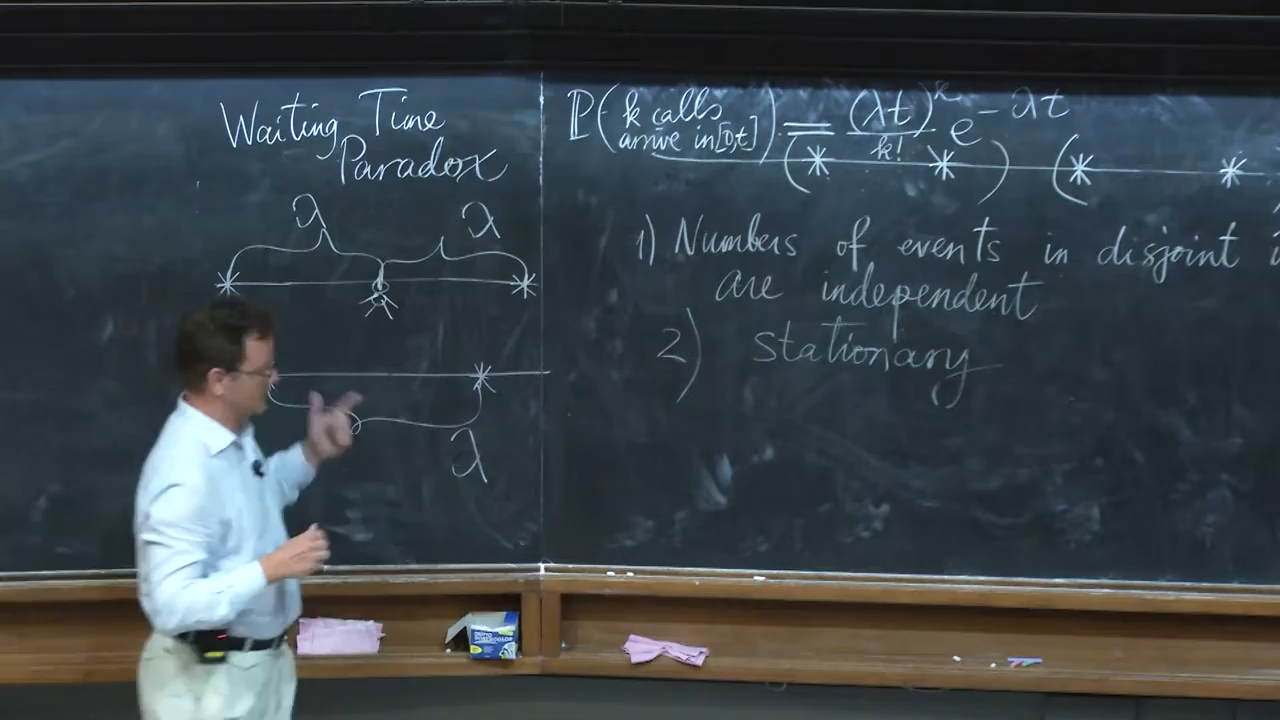 Waiting Time
Paradox
λ λ
λ
ℙ(k calls arrive in [0,t]) = (λt)^k / k! e^{-λt}
1) Numbers of events in disjoint
are independent
2) Stationary